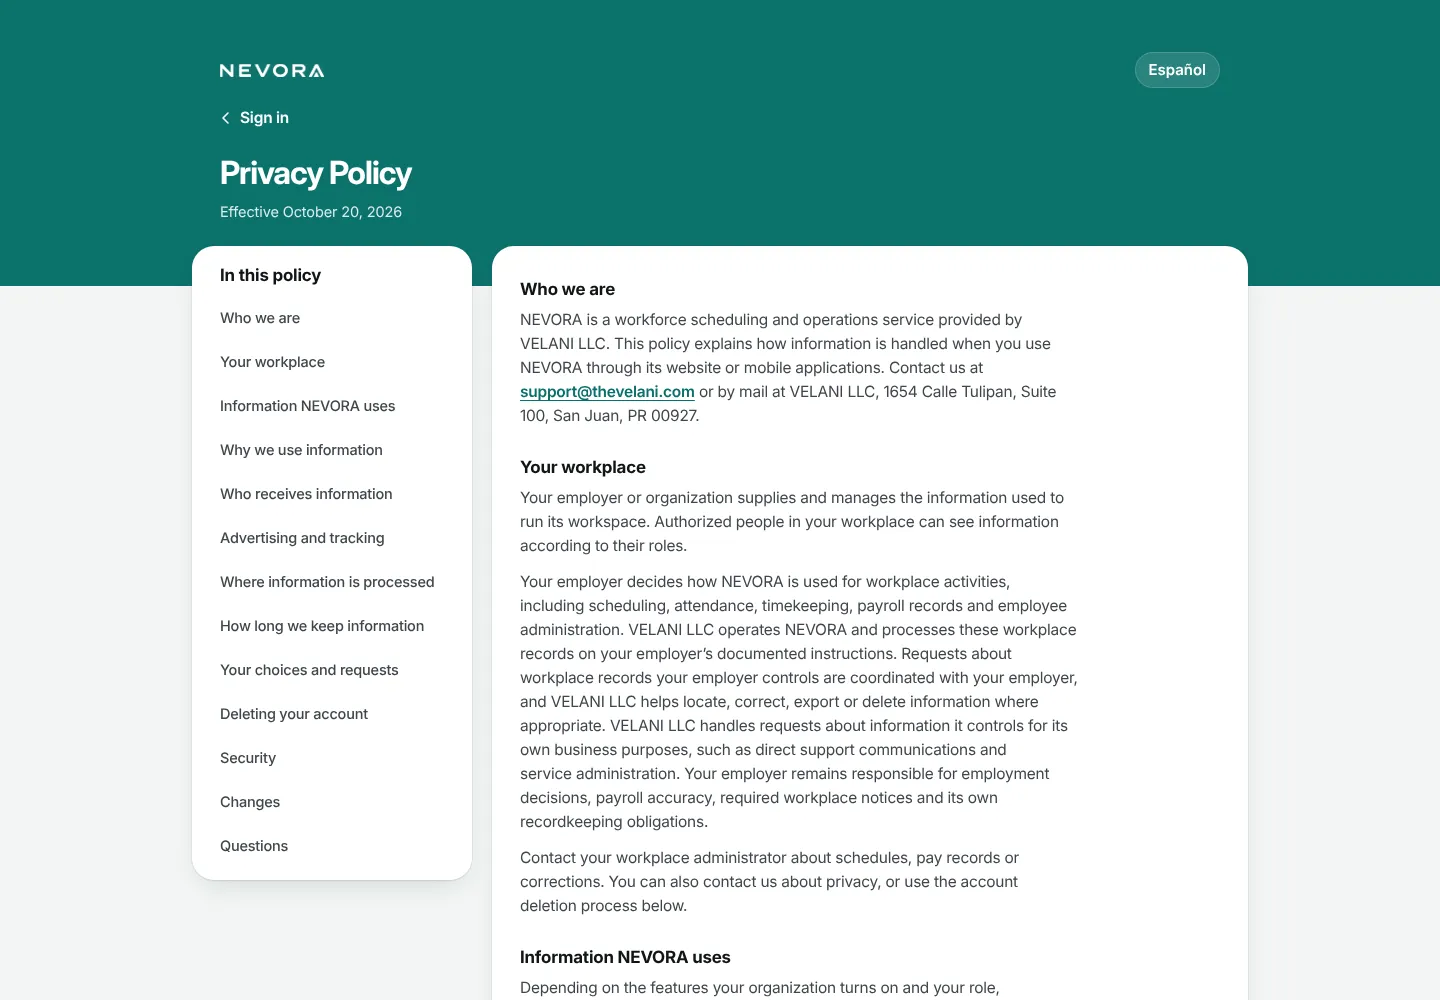 NEVORA
Español
Sign in
Privacy Policy
Effective October 20, 2026
In this policy
Who we are
Your workplace
Information NEVORA uses
Why we use information
Who receives information
Advertising and tracking
Where information is processed
How long we keep information
Your choices and requests
Deleting your account
Security
Changes
Questions
Who we are
NEVORA is a workforce scheduling and operations service provided by
VELANI LLC. This policy explains how information is handled when you use
NEVORA through its website or mobile applications. Contact us at
support@thevelani.com or by mail at VELANI LLC, 1654 Calle Tulipan, Suite
100, San Juan, PR 00927.
Your workplace
Your employer or organization supplies and manages the information used to
run its workspace. Authorized people in your workplace can see information
according to their roles.
Your employer decides how NEVORA is used for workplace activities,
including scheduling, attendance, timekeeping, payroll records and employee
administration. VELANI LLC operates NEVORA and processes these workplace
records on your employer’s documented instructions. Requests about
workplace records your employer controls are coordinated with your employer,
and VELANI LLC helps locate, correct, export or delete information where
appropriate. VELANI LLC handles requests about information it controls for its
own business purposes, such as direct support communications and
service administration. Your employer remains responsible for employment
decisions, payroll accuracy, required workplace notices and its own
recordkeeping obligations.
Contact your workplace administrator about schedules, pay records or
corrections. You can also contact us about privacy, or use the account
deletion process below.
Information NEVORA uses
Depending on the features your organization turns on and your role,